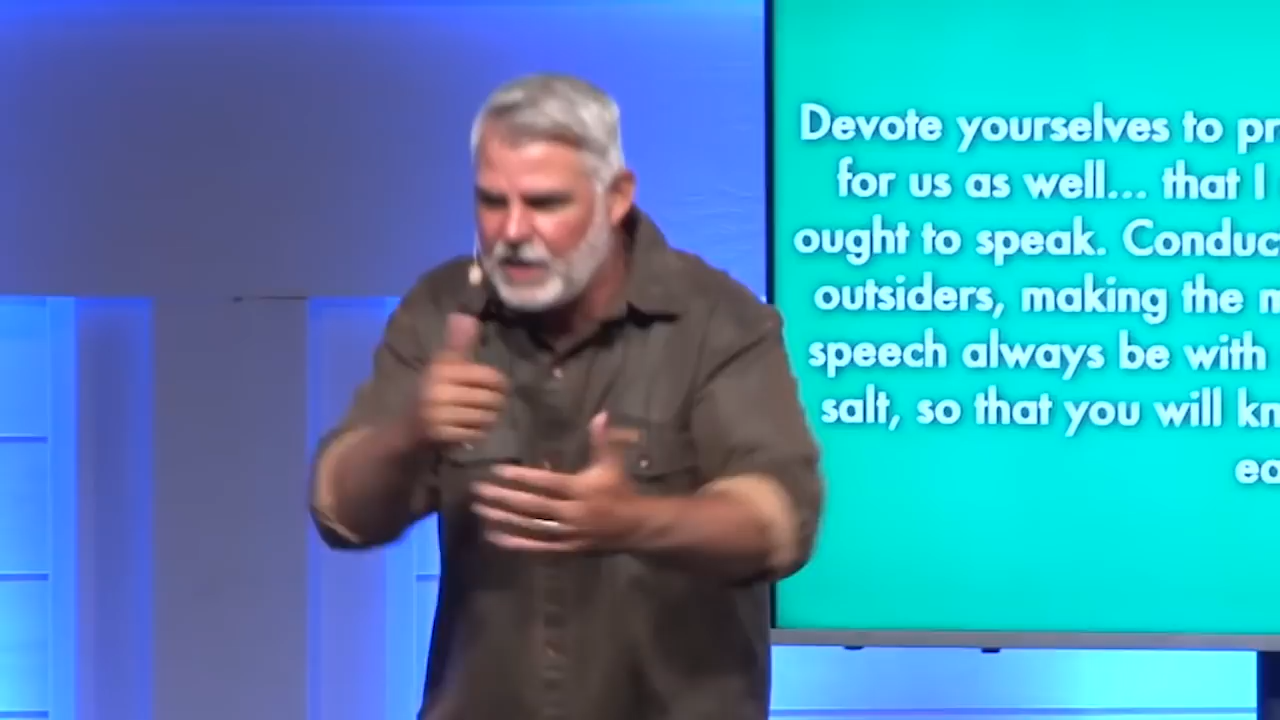 Devote yourselves to pr
for us as well... that I
ought to speak. Conduc
outsiders, making the m
speech always be with
salt, so that you will kn
ea